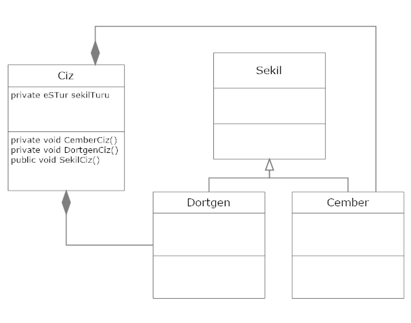 Ciz
private eSTur sekilTuru
private void CemberCiz()
private void DortgenCiz()
public void SekilCiz()
Sekil
Dortgen
Cember